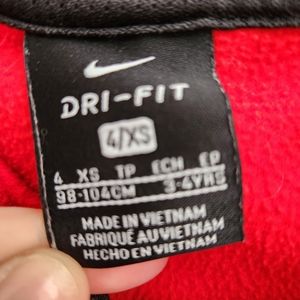 DRI-FIT
4/XS
4 XS TP ECH EP
98-104CM 3-4YRS
MADE IN VIETNAM
FABRIQUÉ AU VIETNAM
HECHO EN VIETNAM